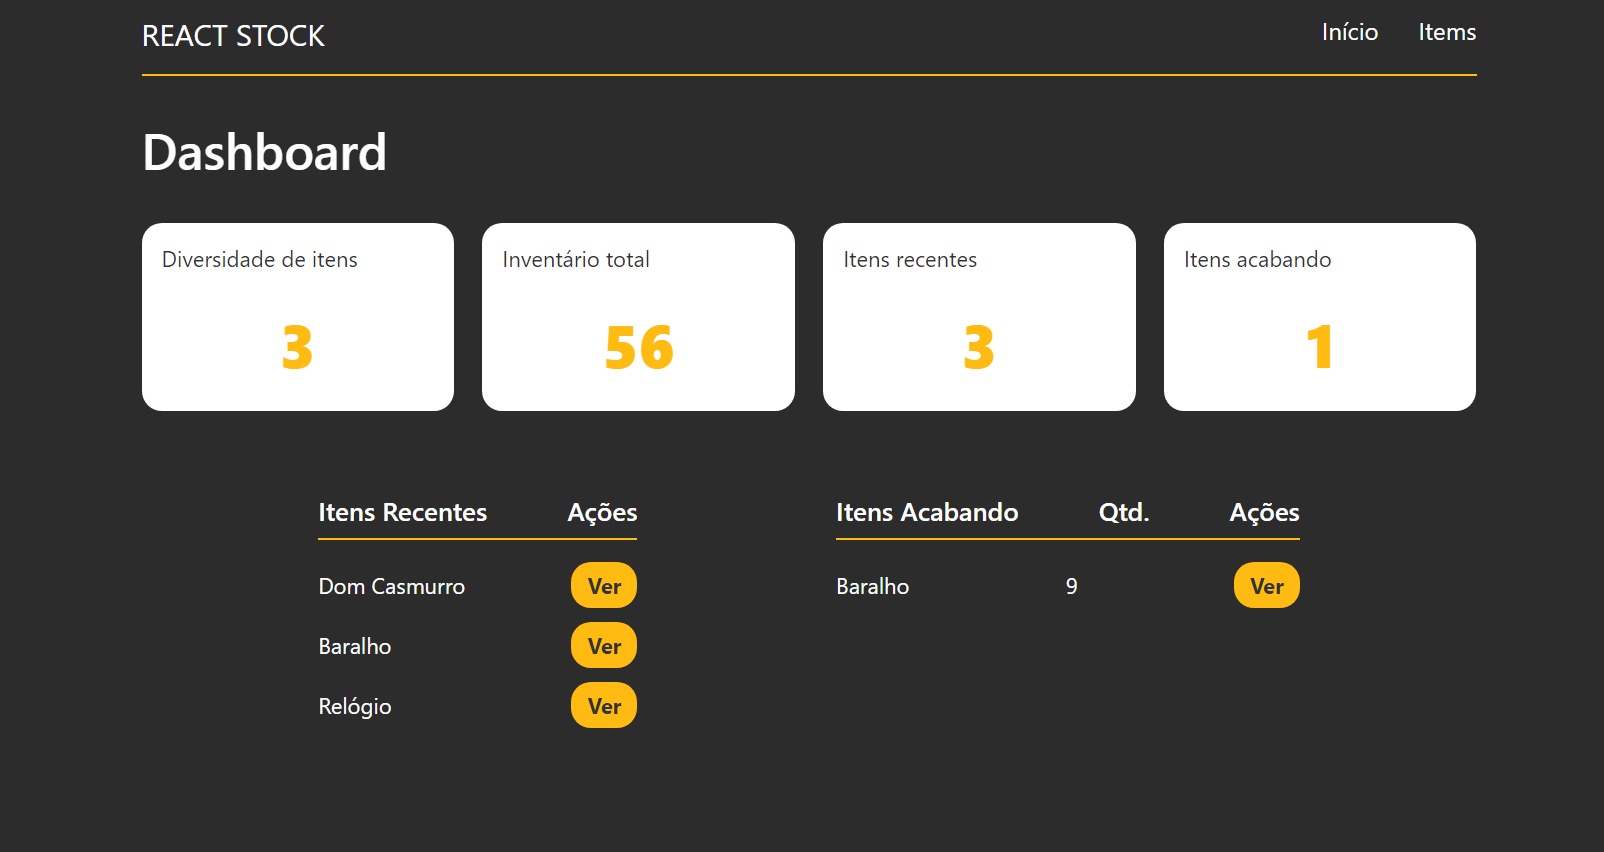 REACT STOCK
Início Items
Dashboard
Diversidade de itens
3
Inventário total
56
Itens recentes
3
Itens acabando
1
Itens Recentes Ações
Dom Casmurro Ver
Baralho Ver
Relógio Ver
Itens Acabando Qtd. Ações
Baralho 9 Ver